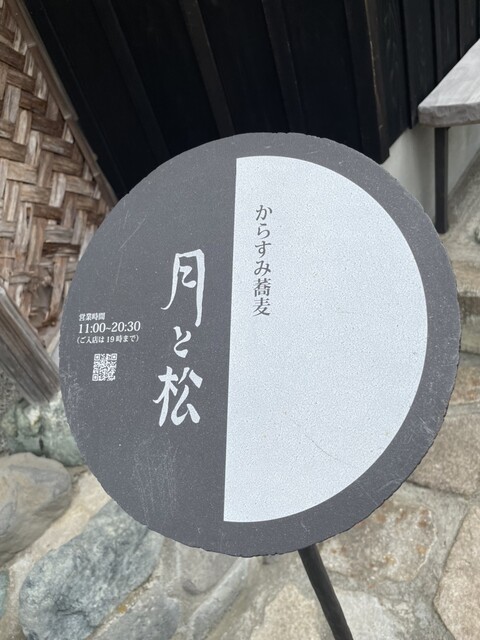 からすみ蕎麦
月と松
営業時間
11:00~20:30
(ご入店は19時まで)